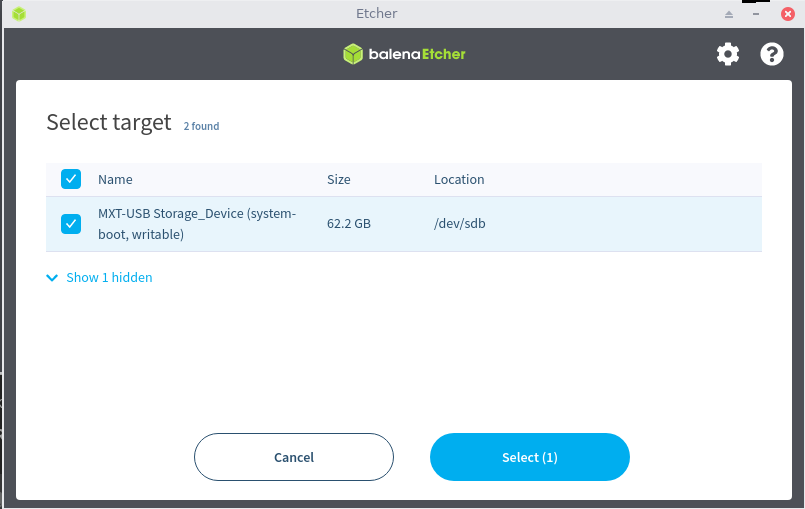 Etcher
balenaEtcher
Select target 2 found
Name Size Location
MXT-USB Storage_Device (system-
boot, writable) 62.2 GB /dev/sdb
Show 1 hidden
Cancel Select (1)